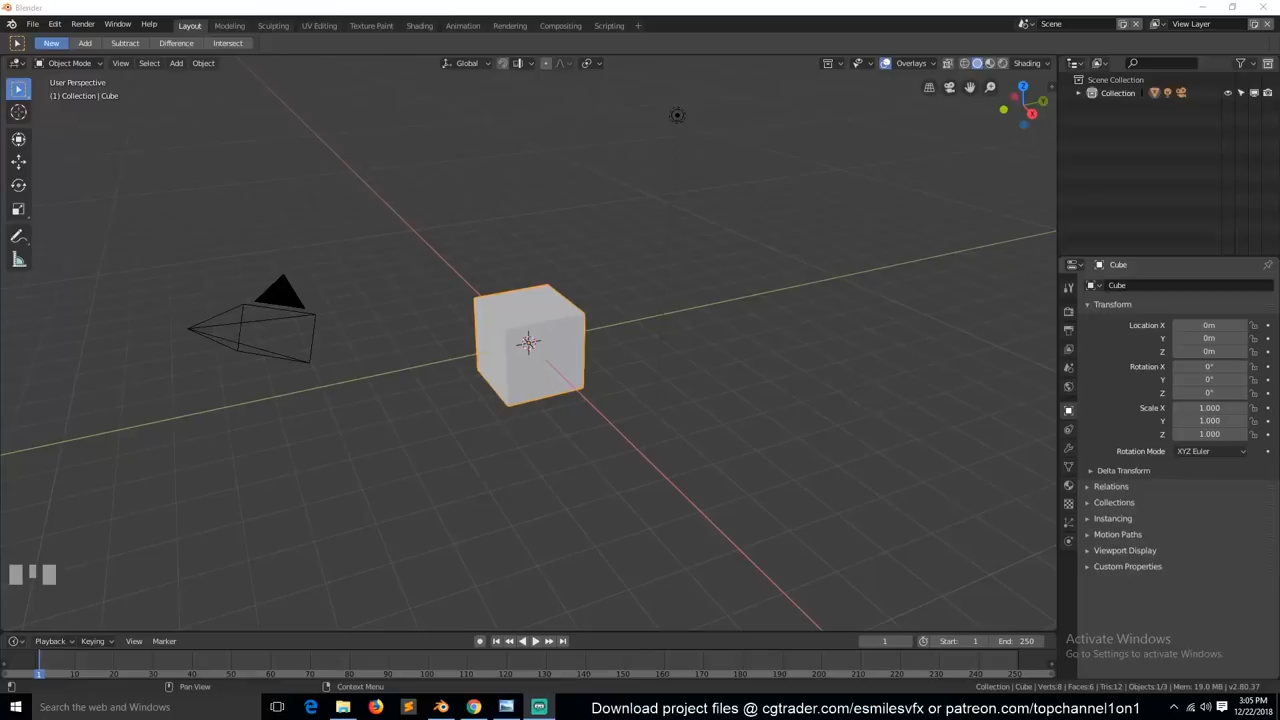 Blender
File Edit Render Window Help Layout Modeling Sculpting UV Editing Texture Paint Shading Animation Rendering Compositing Scripting + Scene View Layer
New Add Subtract Difference Intersect
Object Mode View Select Add Object Global Overlays Shading
User Perspective
(1) Collection | Cube
Z
Y
X
Scene Collection
Collection
Cube
Cube
Transform
Location X 0m
Y 0m
Z 0m
Rotation X 0°
Y 0°
Z 0°
Scale X 1.000
Y 1.000
Z 1.000
Rotation Mode XYZ Euler
Delta Transform
Relations
Collections
Instancing
Motion Paths
Viewport Display
Custom Properties
Playback Keying View Marker 1 Start: 1 End: 250
1 10 20 30 40 50 60 70 80 90 100 110 120 130 140 150 160 170 180 190 200 210 220 230 240 250
Activate Windows
Go to Settings to activate Windows.
Pan View Context Menu Collection | Cube | Verts:8 | Faces:6 | Tris:12 | Objects:1/3 | Mem: 19.0 MB | v2.80.37
Search the web and Windows
Download project files @ cgtrader.com/esmilesvfx or patreon.com/topchannel1on1
3:05 PM
12/22/2018